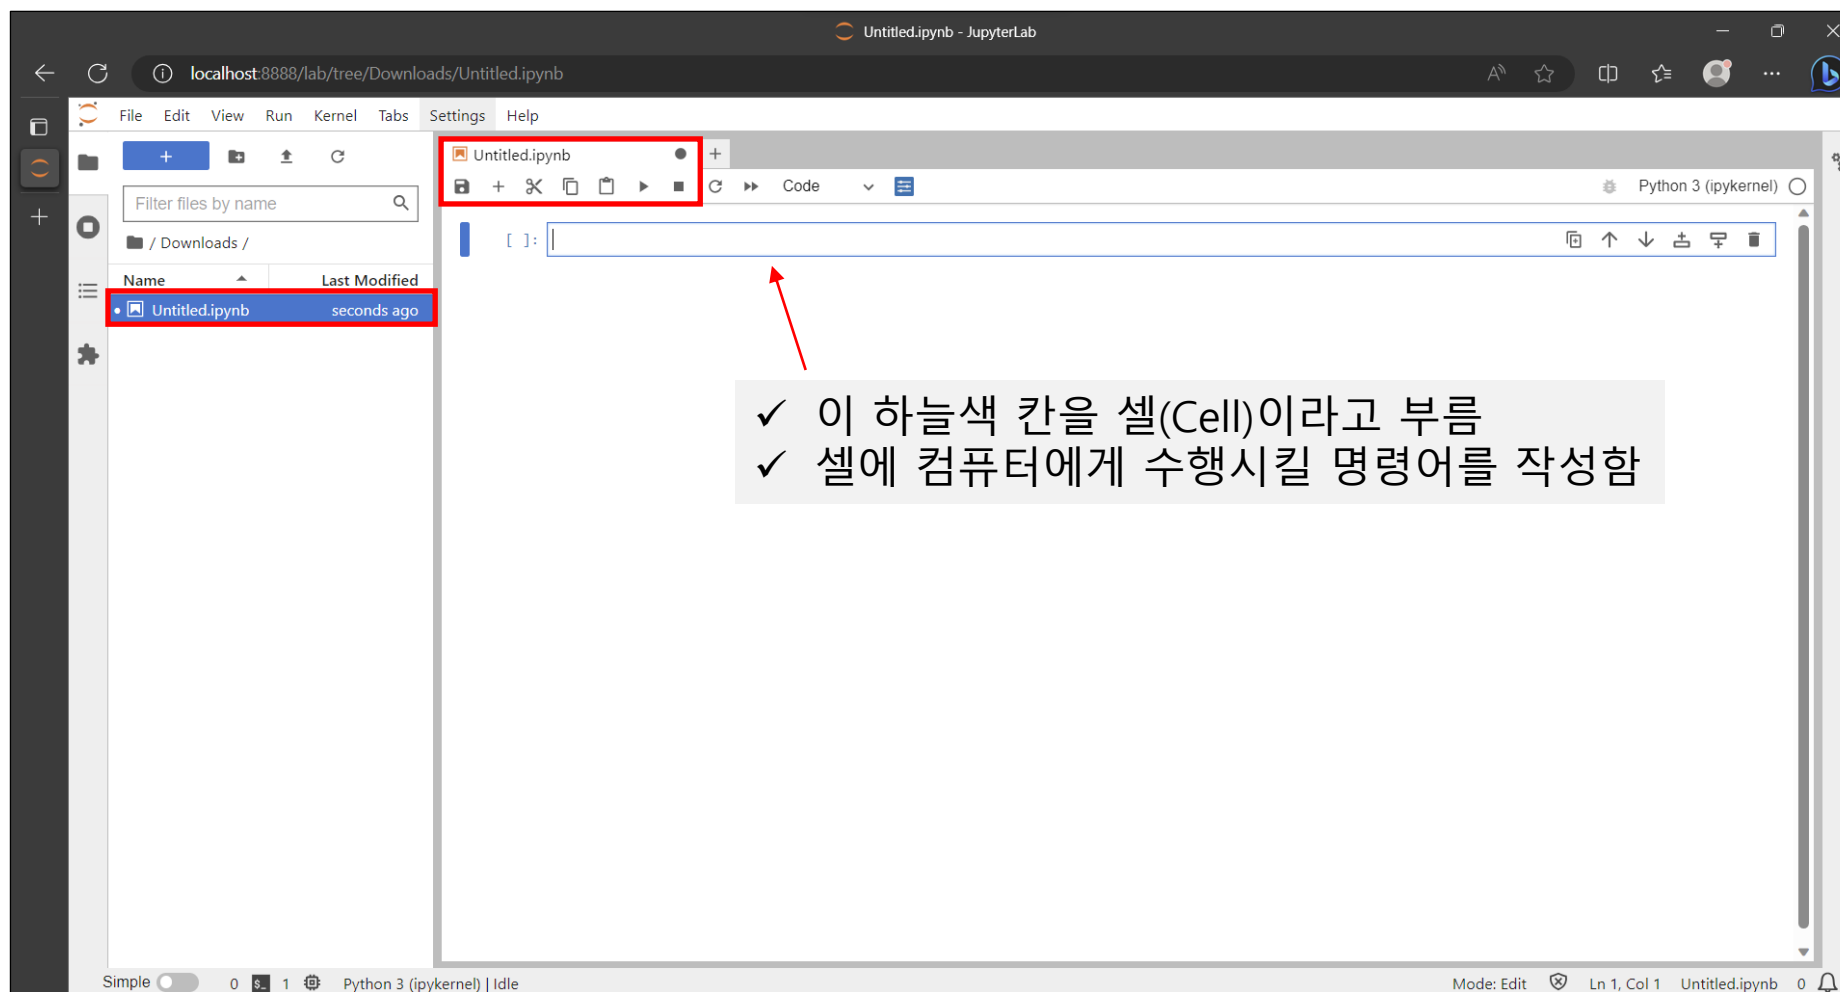 Untitled.ipynb - JupyterLab
localhost:8888/lab/tree/Downloads/Untitled.ipynb
File Edit View Run Kernel Tabs Settings Help
Untitled.ipynb
Code
Python 3 (ipykernel)
Filter files by name
/ Downloads /
[ ]:
Name Last Modified
Untitled.ipynb seconds ago
✓ 이 하늘색 칸을 셀(Cell)이라고 부름
✓ 셀에 컴퓨터에게 수행시킬 명령어를 작성함
Simple 0 $_ 1 Python 3 (ipykernel) | Idle
Mode: Edit Ln 1, Col 1 Untitled.ipynb 0